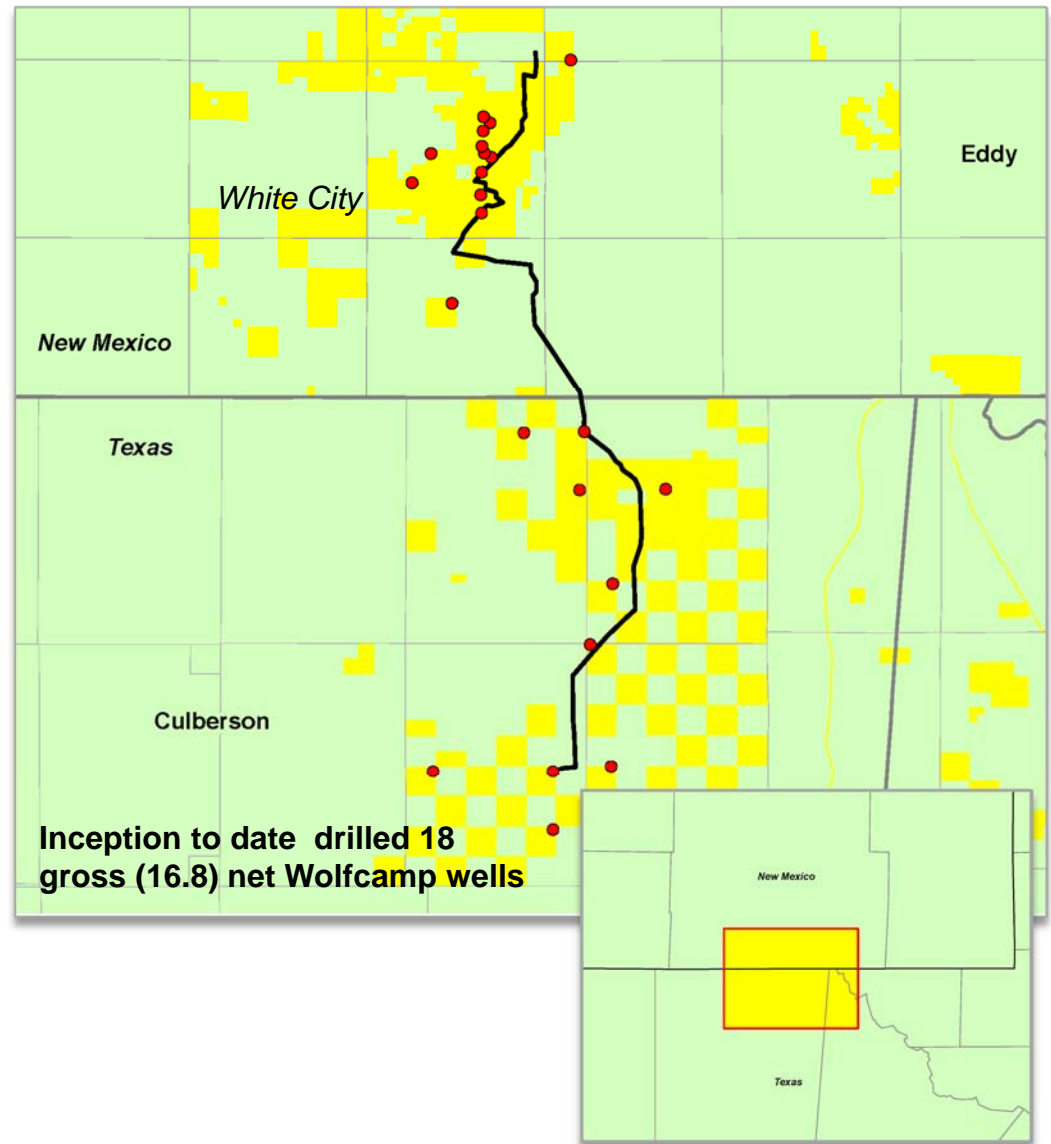 Eddy
White City
New Mexico
Texas
Culberson
Inception to date  drilled 18
gross (16.8) net Wolfcamp wells
New Mexico
Texas